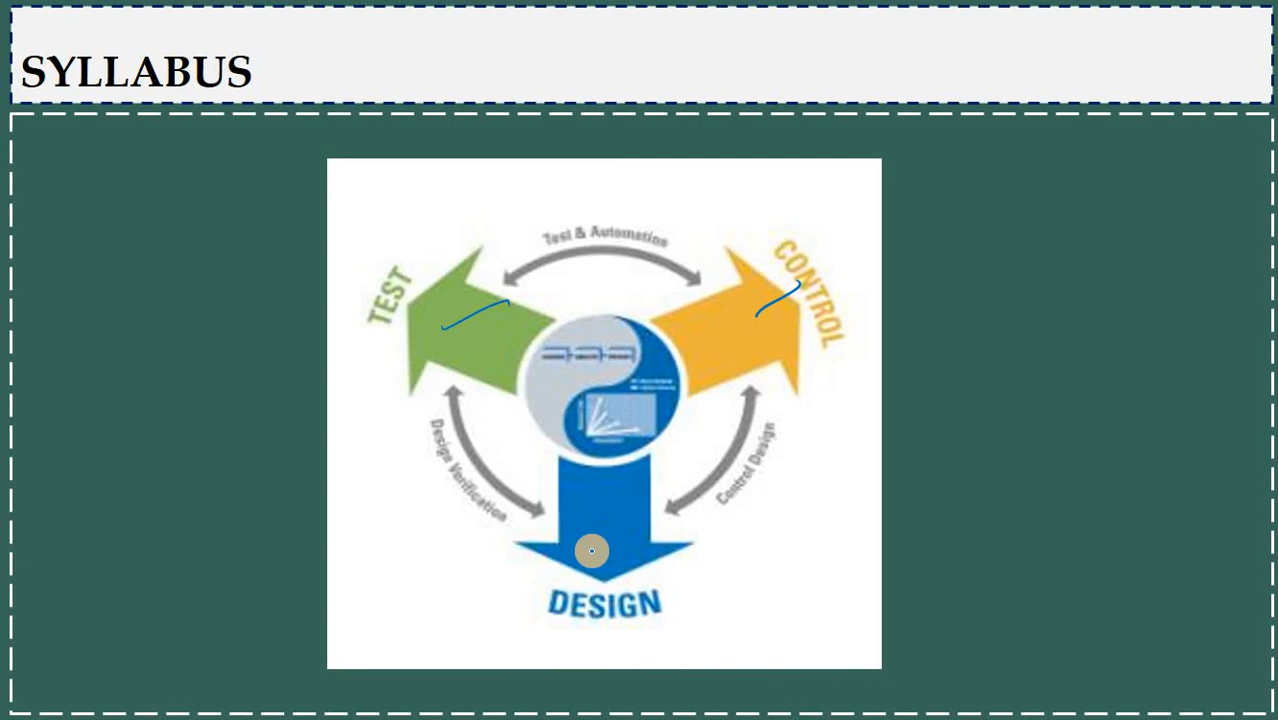 SYLLABUS
Test & Automation
TEST
CONTROL
Design Verification
Control Design
DESIGN